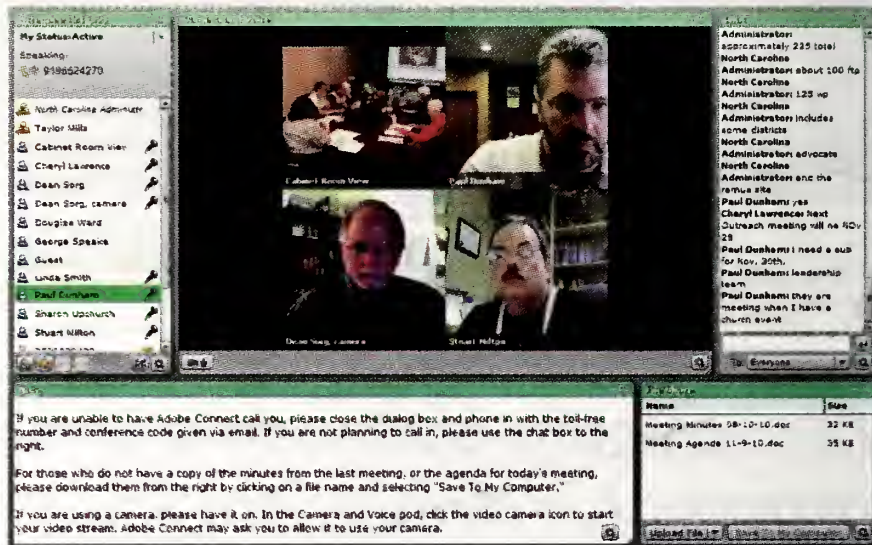 My Status: Active
Speaking:
North Carolina Administr
Taylor Mills
Cabinet Room View
Cheryl Lawrence
Dean Sorg
Dean Sorg, camera
Douglas Ward
George Speake
Guest
Linda Smith
Paul Dunham
Sharon Upchurch
Stuart Hilton
Cabinet Room View
Paul Dunham
Dean Sorg, camera
Stuart Hilton
Administrator:
approximately 225 total
North Carolina
Administrator: about 100 ftp
North Carolina
Administrator: 125 wp
North Carolina
Administrator: includes
some districts
North Carolina
Administrator: advocate
North Carolina
Administrator: and the
remus site
Paul Dunham: yes
Cheryl Lawrence: Next
Outreach meeting will be NOv
29
Paul Dunham: I need a sub
for Nov. 30th.
Paul Dunham: leadership
team
Paul Dunham: they are
meeting when I have a
church event
To: Everyone
If you are unable to have Adobe Connect call you, please close the dialog box and phone in with the toll-free
number and conference code given via email. If you are not planning to call in, please use the chat box to the
right.
For those who do not have a copy of the minutes from the last meeting, or the agenda for today's meeting,
please download them from the right by clicking on a file name and selecting "Save To My Computer."
If you are using a camera, please have it on. In the Camera and Voice pod, click the video camera icon to start
your video stream. Adobe Connect may ask you to allow it to use your camera.
Name Size
Meeting Minutes 08-10-10.doc 32 KB
Meeting Agenda 11-9-10.doc 35 KB
Upload File Save To My Computer